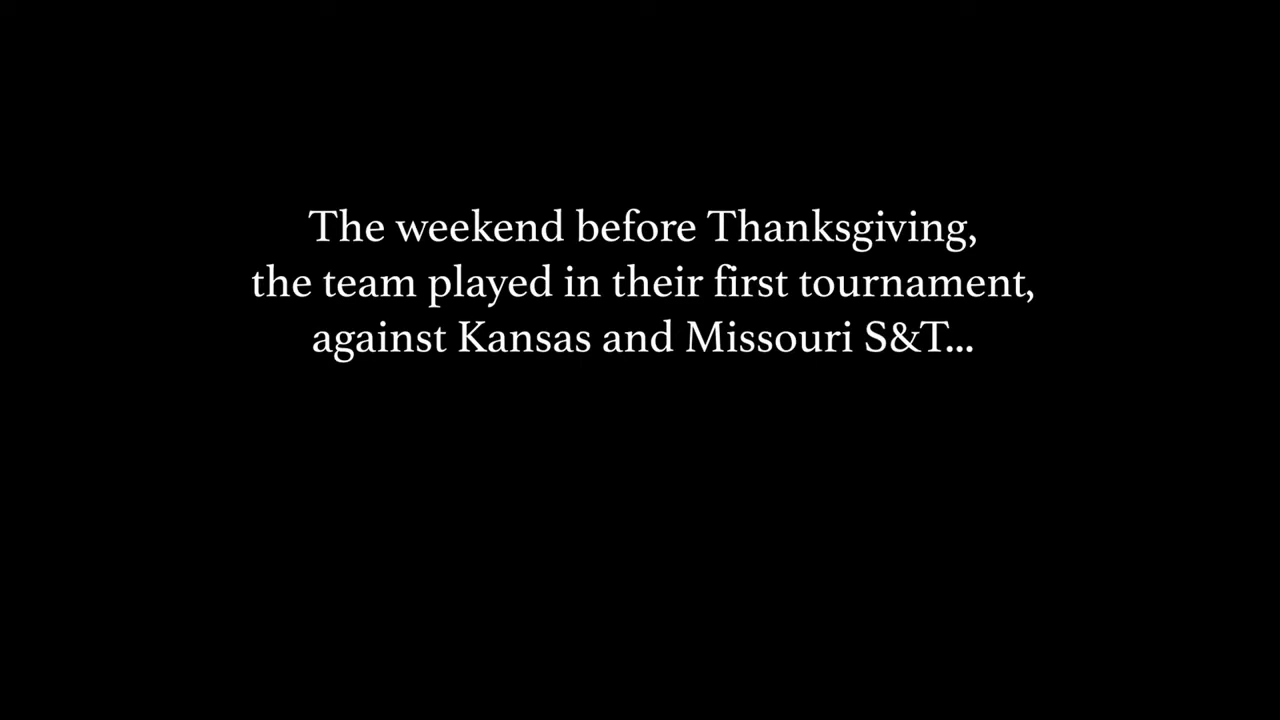 The weekend before Thanksgiving,
the team played in their first tournament,
against Kansas and Missouri S&T...